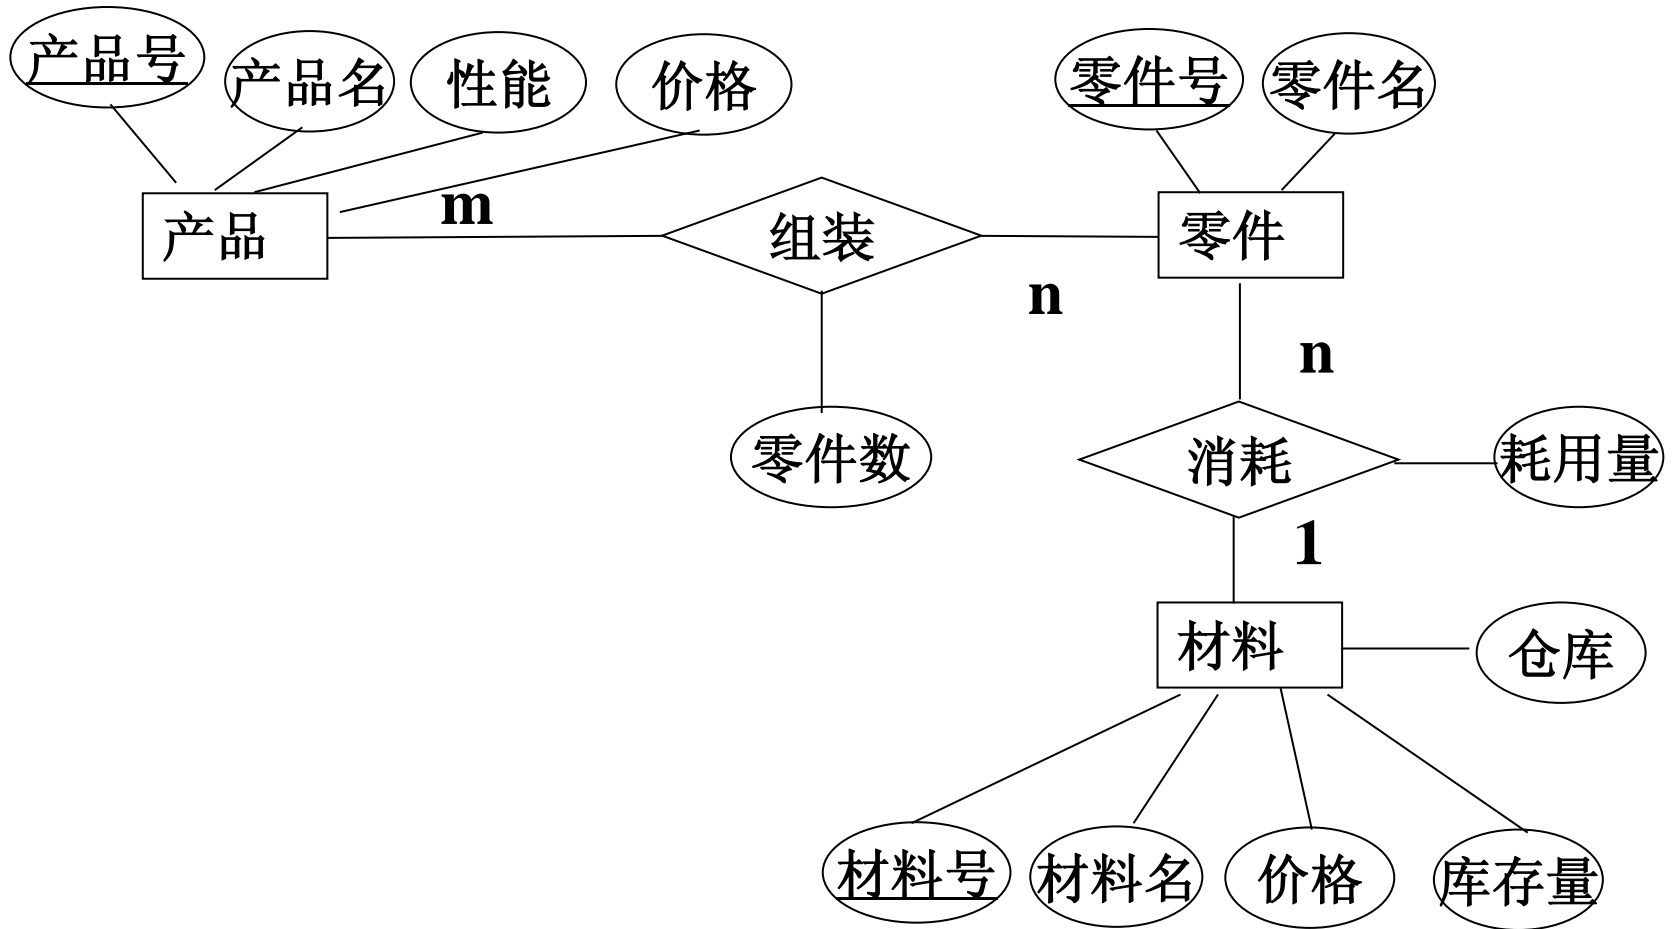 产品号
产品名
性能
价格
零件号
零件名
产品
m
组装
零件
n
n
零件数
消耗
耗用量
1
材料
仓库
材料号
材料名
价格
库存量